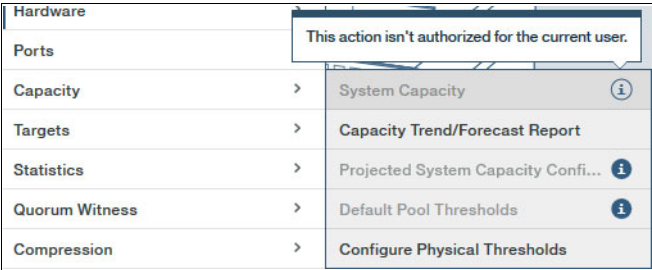 Hardware
This action isn't authorized for the current user.
Ports
Capacity
System Capacity
Targets
Capacity Trend/Forecast Report
Statistics
Projected System Capacity Confi...
Quorum Witness
Default Pool Thresholds
Compression
Configure Physical Thresholds